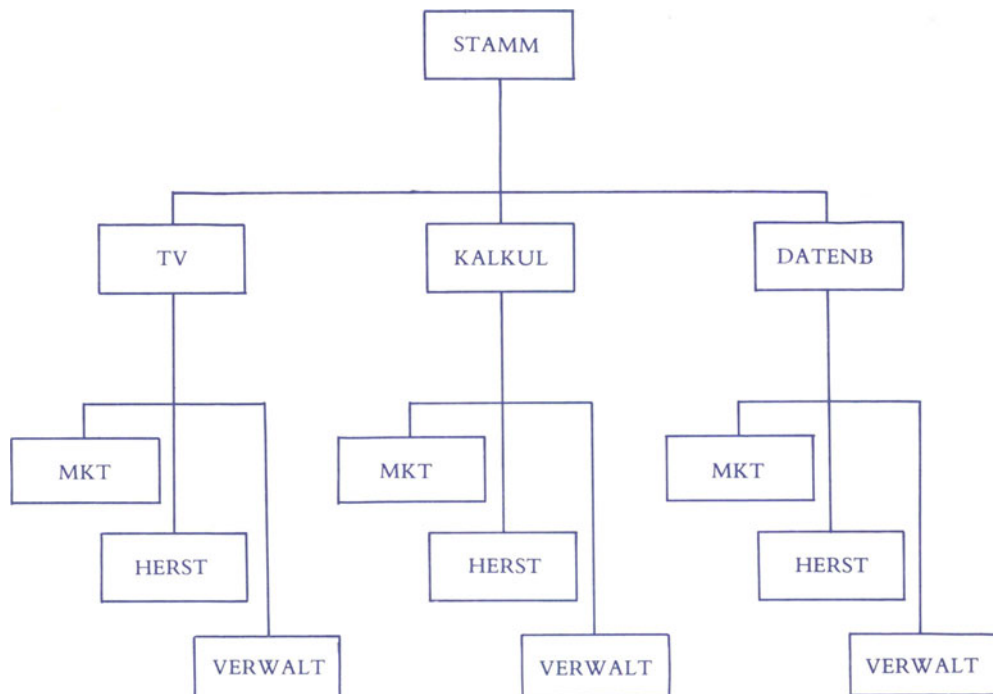 STAMM
TV
KALKUL
DATENB
MKT
MKT
MKT
HERST
HERST
HERST
VERWALT
VERWALT
VERWALT